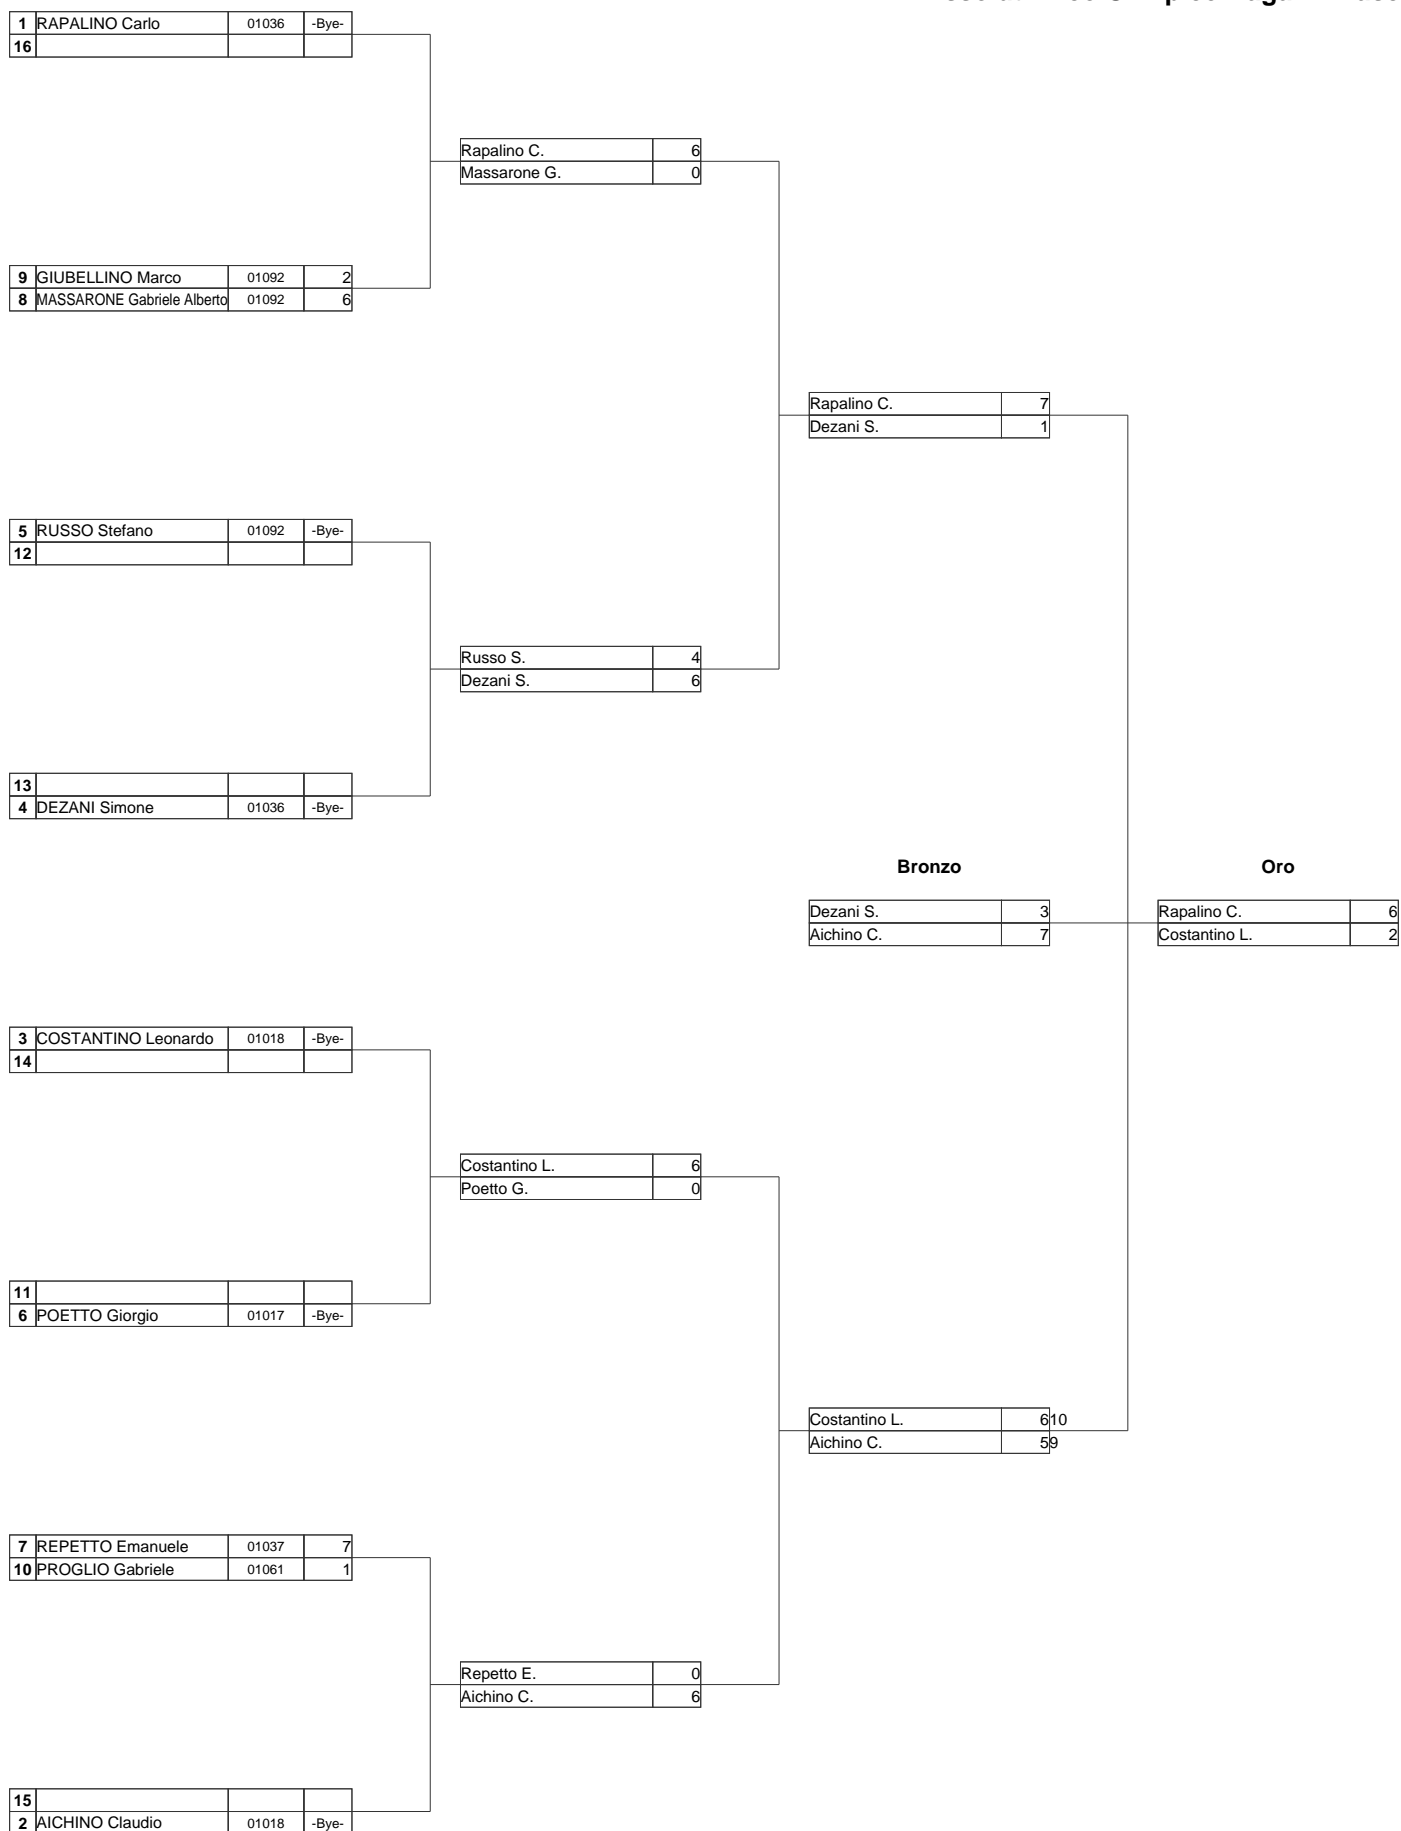 1 RAPALINO Carlo 01036 -Bye-
16
Rapalino C. 6
Massarone G. 0
9 GIUBELLINO Marco 01092 2
8 MASSARONE Gabriele Alberto 01092 6
Rapalino C. 7
Dezani S. 1
5 RUSSO Stefano 01092 -Bye-
12
Russo S. 4
Dezani S. 6
13
4 DEZANI Simone 01036 -Bye-
Bronzo Oro
Dezani S. 3 Rapalino C. 6
Aichino C. 7 Costantino L. 2
3 COSTANTINO Leonardo 01018 -Bye-
14
Costantino L. 6
Poetto G. 0
11
6 POETTO Giorgio 01017 -Bye-
Costantino L. 610
Aichino C. 59
7 REPETTO Emanuele 01037 7
10 PROGLIO Gabriele 01061 1
Repetto E. 0
Aichino C. 6
15
2 AICHINO Claudio 01018 -Bye-